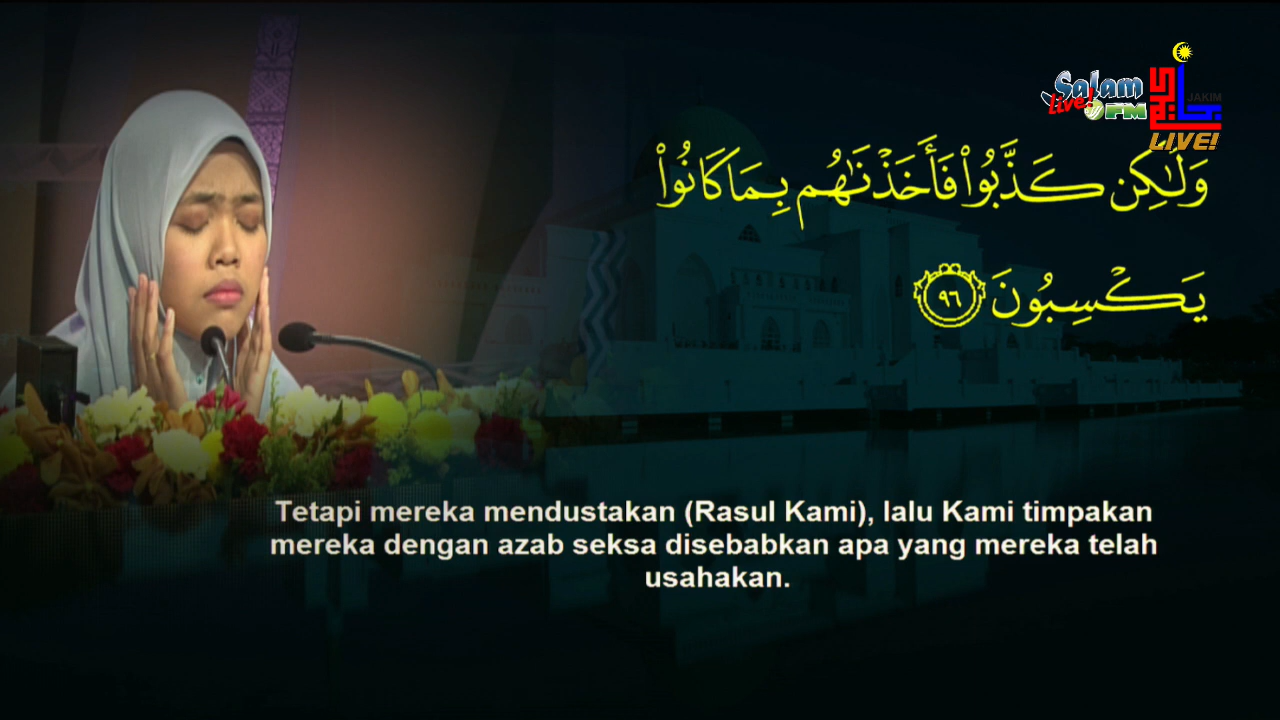 Salam
Live! FM
JAKIM
LIVE!
وَلَٰكِن كَذَّبُوا۟ فَأَخَذْنَٰهُم بِمَا كَانُوا۟
يَكْسِبُونَ ٩٦
Tetapi mereka mendustakan (Rasul Kami), lalu Kami timpakan
mereka dengan azab seksa disebabkan apa yang mereka telah
usahakan.